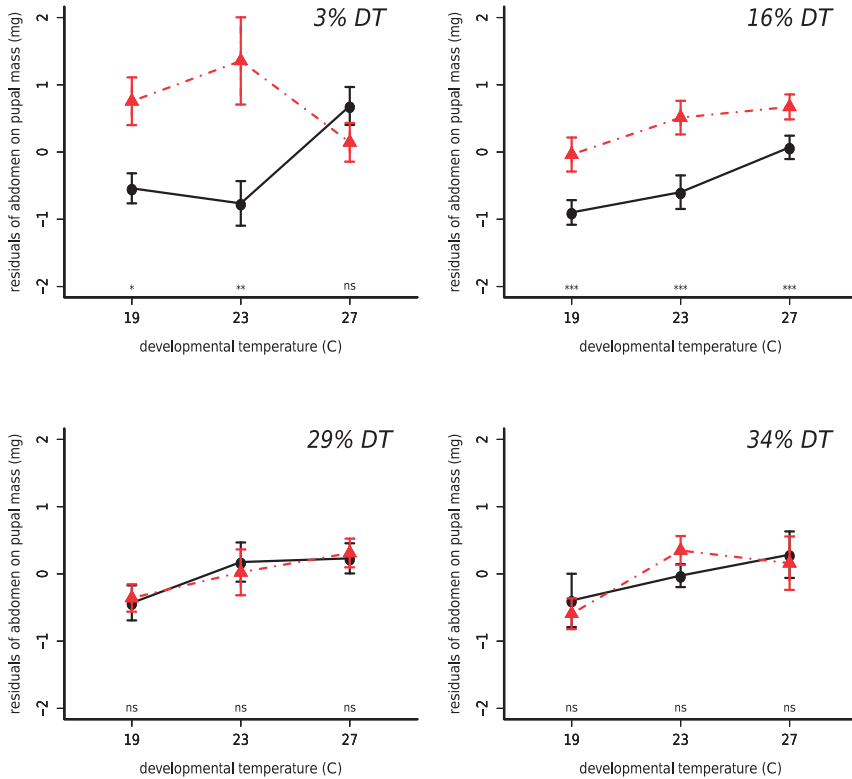 3% DT
residuals of abdomen on pupal mass (mg)
2
1
0
−1
−2
* ** ns
19 23 27
developmental temperature (C)
16% DT
residuals of abdomen on pupal mass (mg)
2
1
0
−1
−2
*** *** ***
19 23 27
developmental temperature (C)
29% DT
residuals of abdomen on pupal mass (mg)
2
1
0
−1
−2
ns ns ns
19 23 27
developmental temperature (C)
34% DT
residuals of abdomen on pupal mass (mg)
2
1
0
−1
−2
ns ns ns
19 23 27
developmental temperature (C)